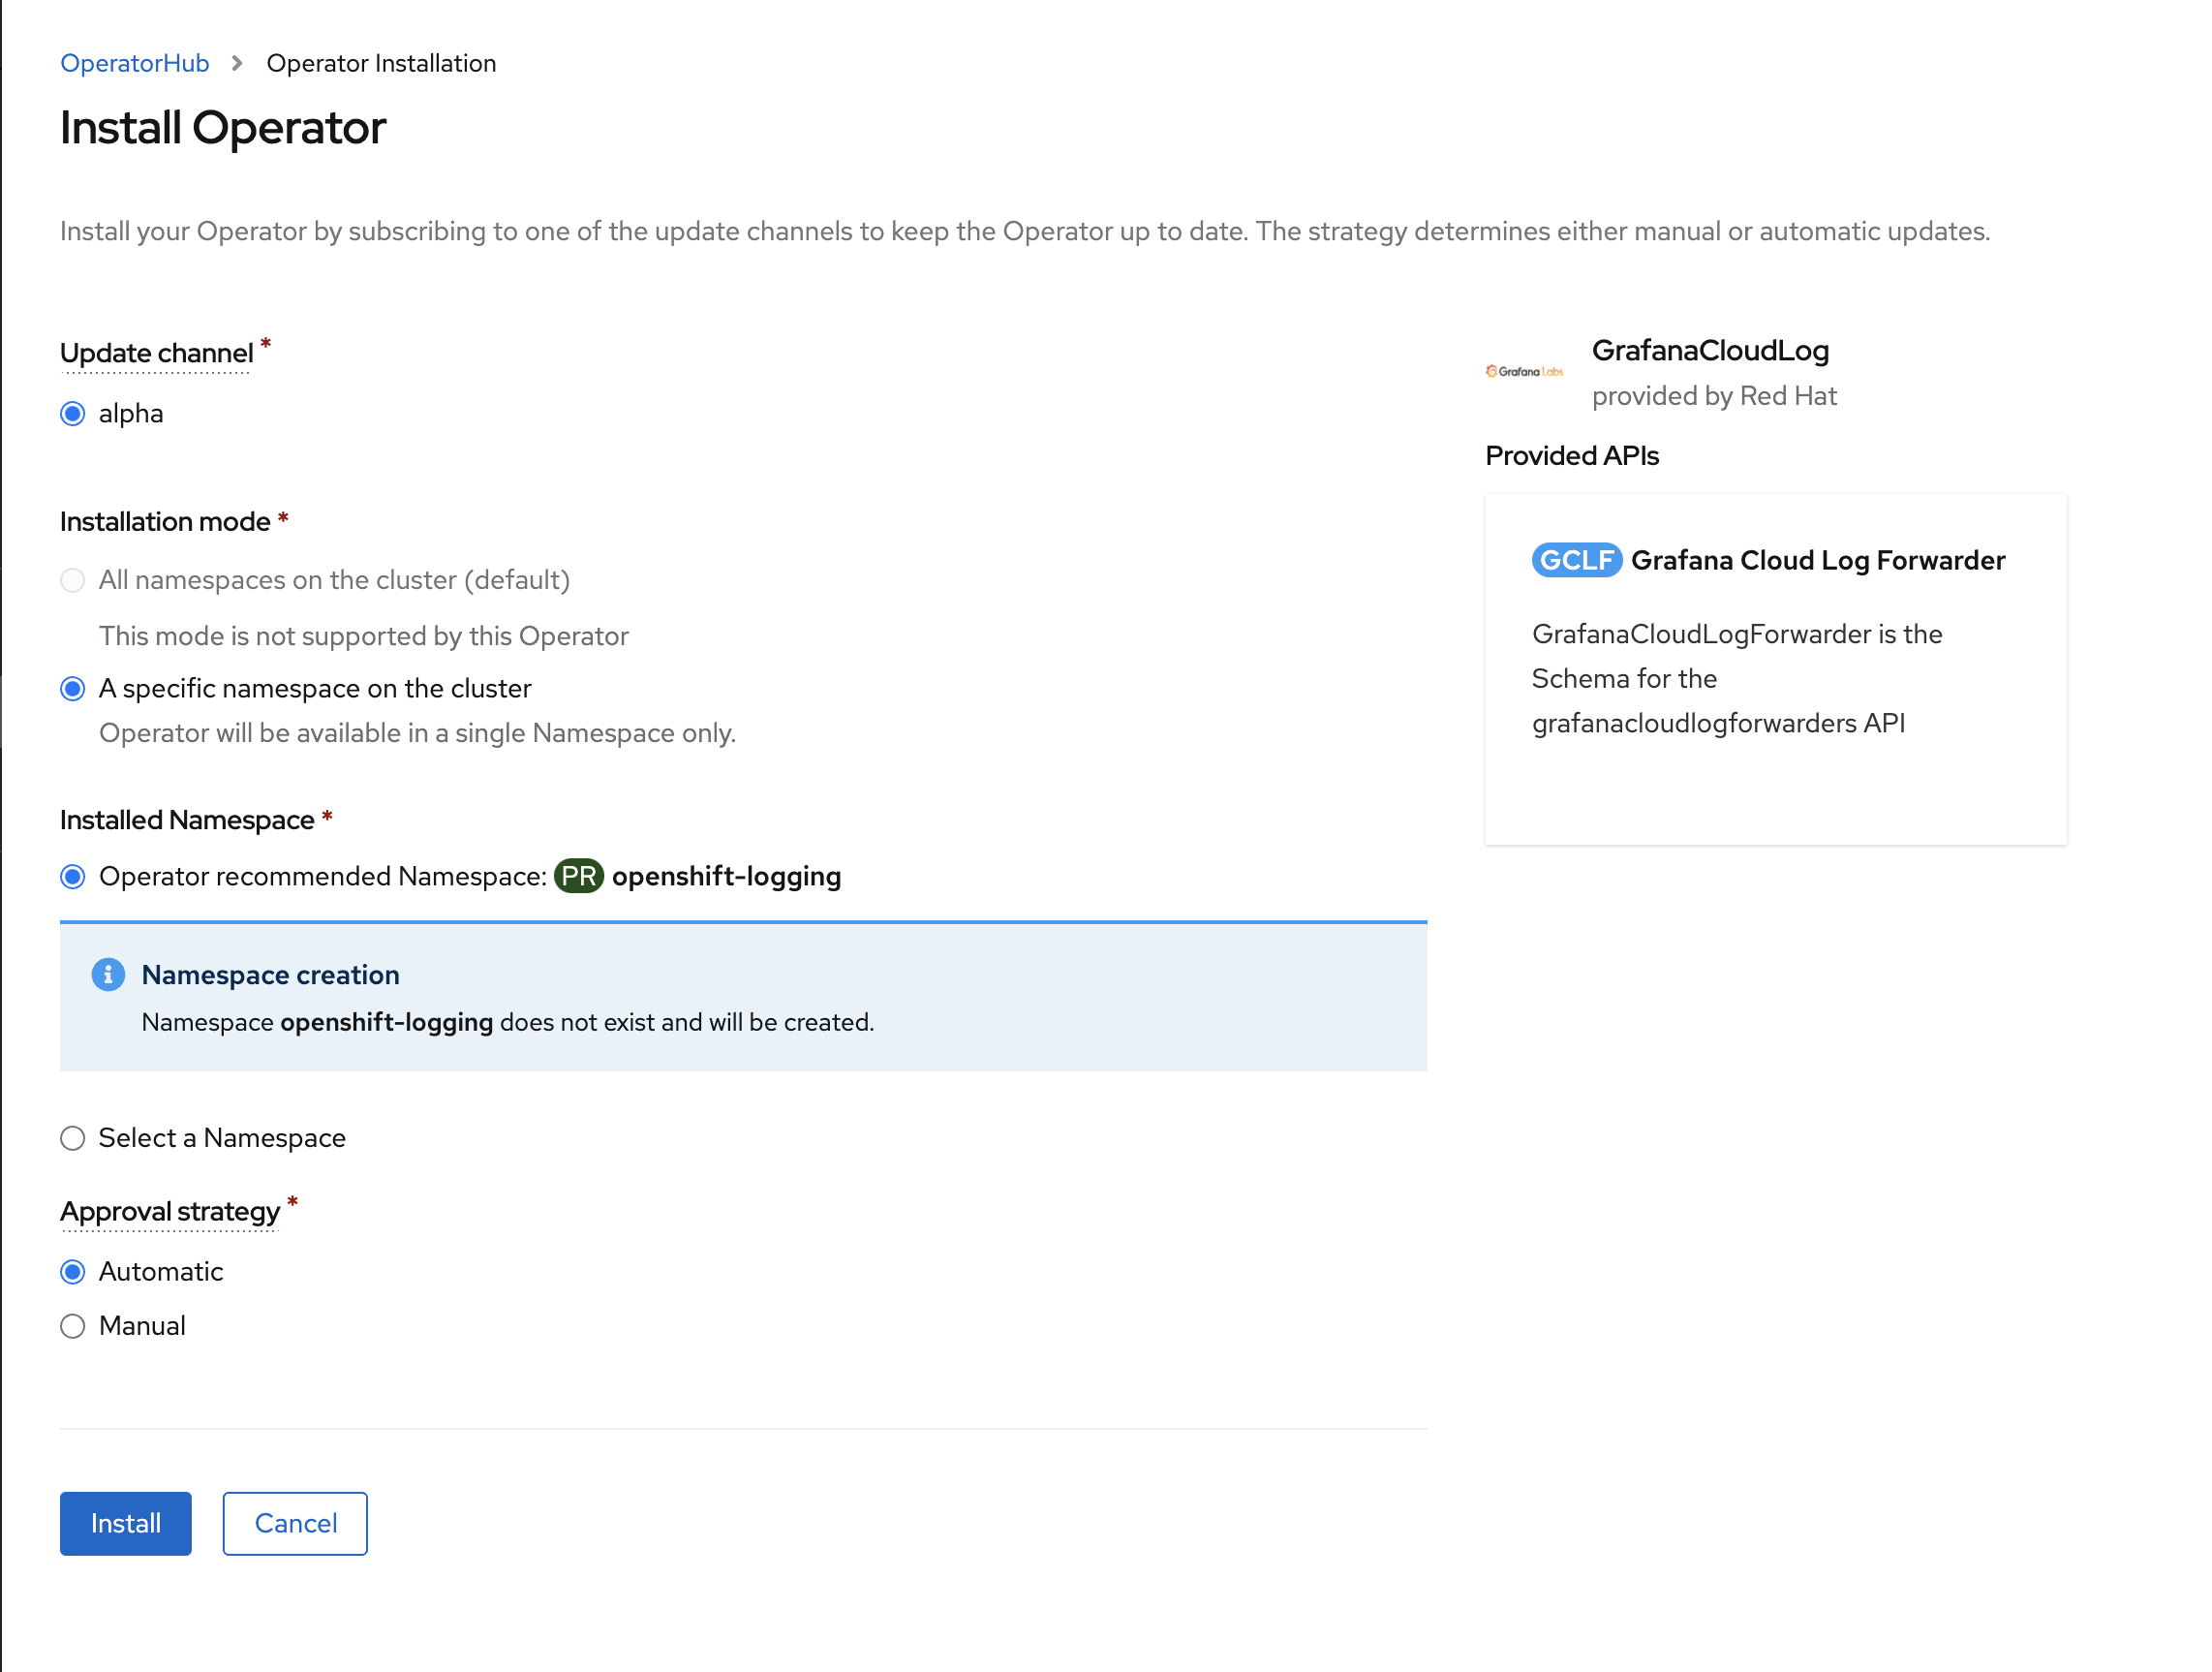 OperatorHub > Operator Installation
Install Operator
Install your Operator by subscribing to one of the update channels to keep the Operator up to date. The strategy determines either manual or automatic updates.
Update channel *
alpha
Installation mode *
All namespaces on the cluster (default)
This mode is not supported by this Operator
A specific namespace on the cluster
Operator will be available in a single Namespace only.
Installed Namespace *
Operator recommended Namespace: PR openshift-logging
Namespace creation
Namespace openshift-logging does not exist and will be created.
Select a Namespace
Approval strategy *
Automatic
Manual
Install Cancel
Grafana Labs
GrafanaCloudLog
provided by Red Hat
Provided APIs
GCLF Grafana Cloud Log Forwarder
GrafanaCloudLogForwarder is the
Schema for the
grafanacloudlogforwarders API